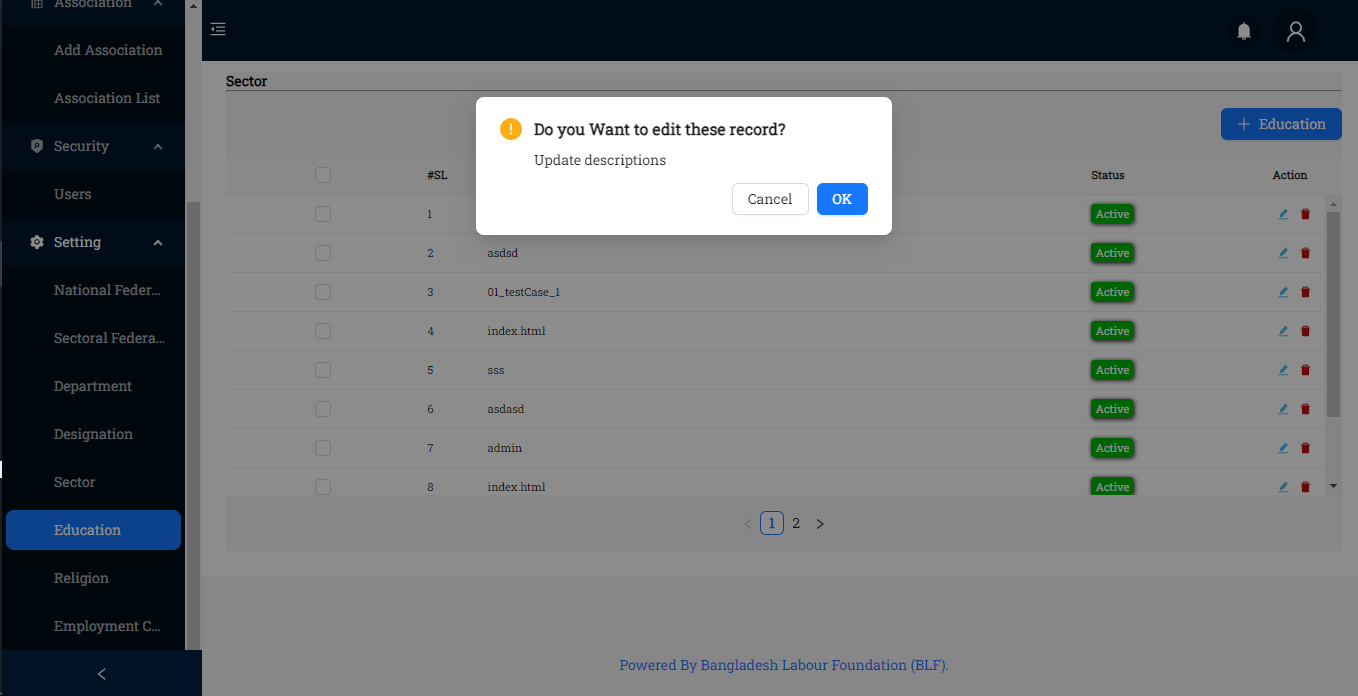 Association
Add Association
Association List
Security
Users
Setting
National Feder...
Sectoral Federa...
Department
Designation
Sector
Education
Religion
Employment C...
Sector
Do you Want to edit these record?
Update descriptions
Cancel OK
+ Education
#SL Status Action
1 Active
2 asdsd Active
3 01_testCase_1 Active
4 index.html Active
5 sss Active
6 asdasd Active
7 admin Active
8 index.html Active
< 1 2 >
Powered By Bangladesh Labour Foundation (BLF).